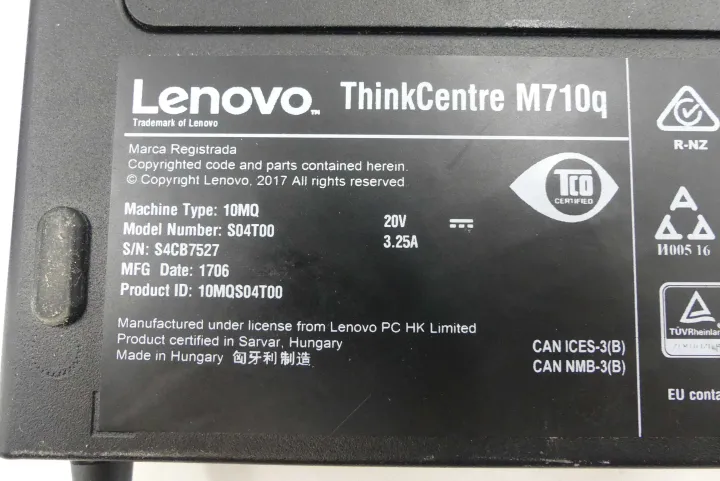 Lenovo™ ThinkCentre M710q
Trademark of Lenovo
Marca Registrada
Copyrighted code and parts contained herein.
© Copyright Lenovo, 2017 All rights reserved
TCO
CERTIFIED
Machine Type: 10MQ
Model Number: S04T00
S/N: S4CB7527
MFG Date: 1706
Product ID: 10MQS04T00
20V
3.25A
Manufactured under license from Lenovo PC HK Limited
Product certified in Sarvar, Hungary
Made in Hungary 匈牙利制造
CAN ICES-3(B)
CAN NMB-3(B)
R-NZ
И005 16
TÜVRheinlan
EU conta